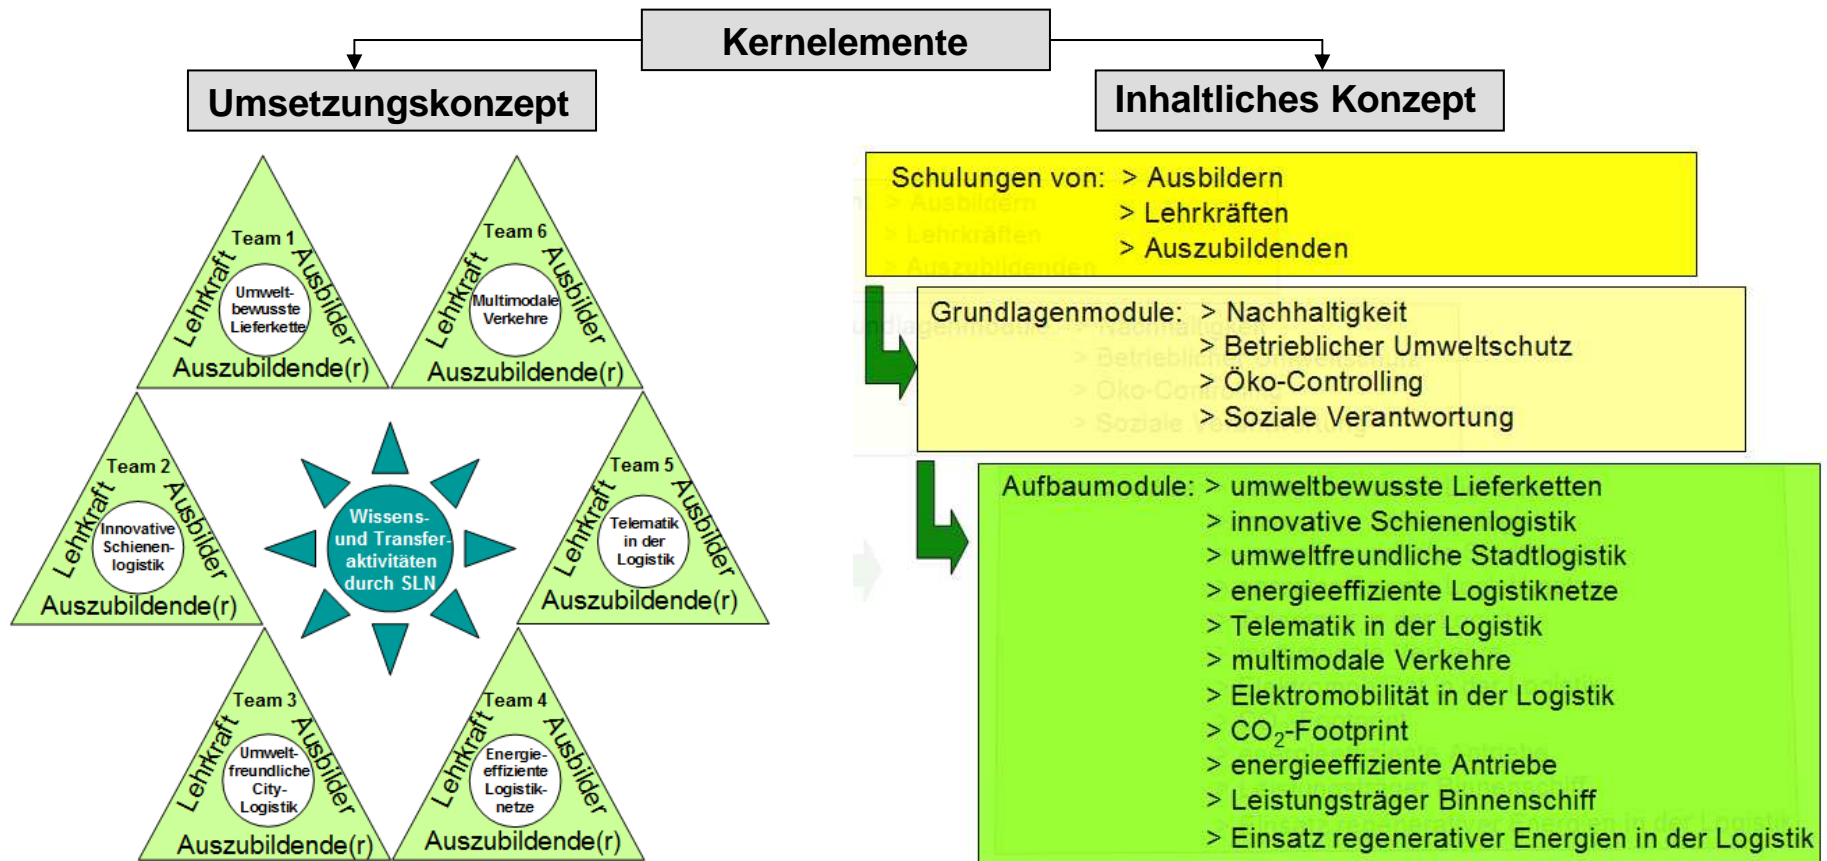 Kernelemente
Umsetzungskonzept
Inhaltliches Konzept
Team 1
Lehrkraft
Ausbilder
Umwelt-
bewusste
Lieferkette
Auszubildende(r)
Team 6
Lehrkraft
Ausbilder
Multimodale
Verkehre
Auszubildende(r)
Team 2
Lehrkraft
Ausbilder
Innovative
Schienen-
logistik
Auszubildende(r)
Wissens-
und Transfer-
aktivitäten
durch SLN
Team 5
Lehrkraft
Ausbilder
Telematik
in der
Logistik
Auszubildende(r)
Team 3
Lehrkraft
Ausbilder
Umwelt-
freundliche
City-
Logistik
Auszubildende(r)
Team 4
Lehrkraft
Ausbilder
Energie-
effiziente
Logistik-
netze
Auszubildende(r)
Schulungen von: > Ausbildern
> Lehrkräften
> Auszubildenden
Grundlagenmodule: > Nachhaltigkeit
> Betrieblicher Umweltschutz
> Öko-Controlling
> Soziale Verantwortung
Aufbaumodule: > umweltbewusste Lieferketten
> innovative Schienenlogistik
> umweltfreundliche Stadtlogistik
> energieeffiziente Logistiknetze
> Telematik in der Logistik
> multimodale Verkehre
> Elektromobilität in der Logistik
> CO₂-Footprint
> energieeffiziente Antriebe
> Leistungsträger Binnenschiff
> Einsatz regenerativer Energien in der Logistik